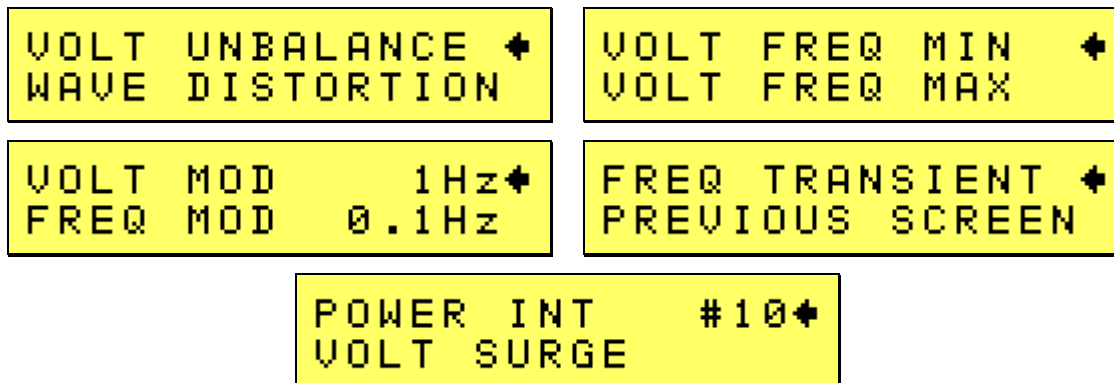 VOLT UNBALANCE ←
WAVE DISTORTION
VOLT FREQ MIN ←
VOLT FREQ MAX
VOLT MOD 1Hz←
FREQ MOD 0.1Hz
FREQ TRANSIENT ←
PREVIOUS SCREEN
POWER INT #10←
VOLT SURGE